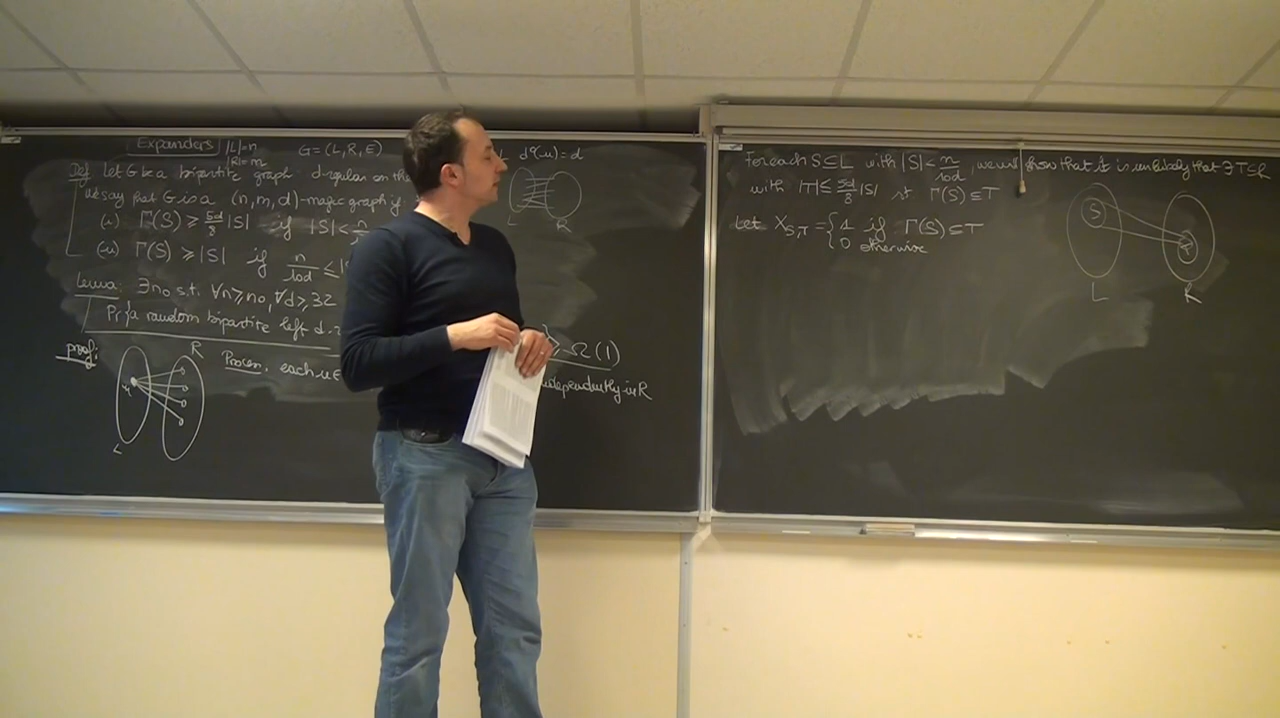 Expanders |L|=n G=(L,R,E) d°(u)=d
|R|=m
Def Let G be a bipartite graph d-regular on the
We say that G is a (n,m,d)-magic graph if
(i) Γ(S) ≥ 5d/8 |S| if |S| < n/
(ii) Γ(S) ≥ |S| if n/10d ≤ |S
L R
Lemma: ∃n₀ s.t. ∀n≥n₀, ∀d≥32
Pr{a random bipartite left d- } Ω(1)
proof: R Process, each u∈ independently in R
u
L
For each S⊆L with |S|<n/10d, we will show that it is unlikely that ∃T⊆R
with |T|≤ 5d/8 |S| st Γ(S)⊆T
Let X_{S,T} = {1 if Γ(S)⊆T
0 otherwise
S T
L R